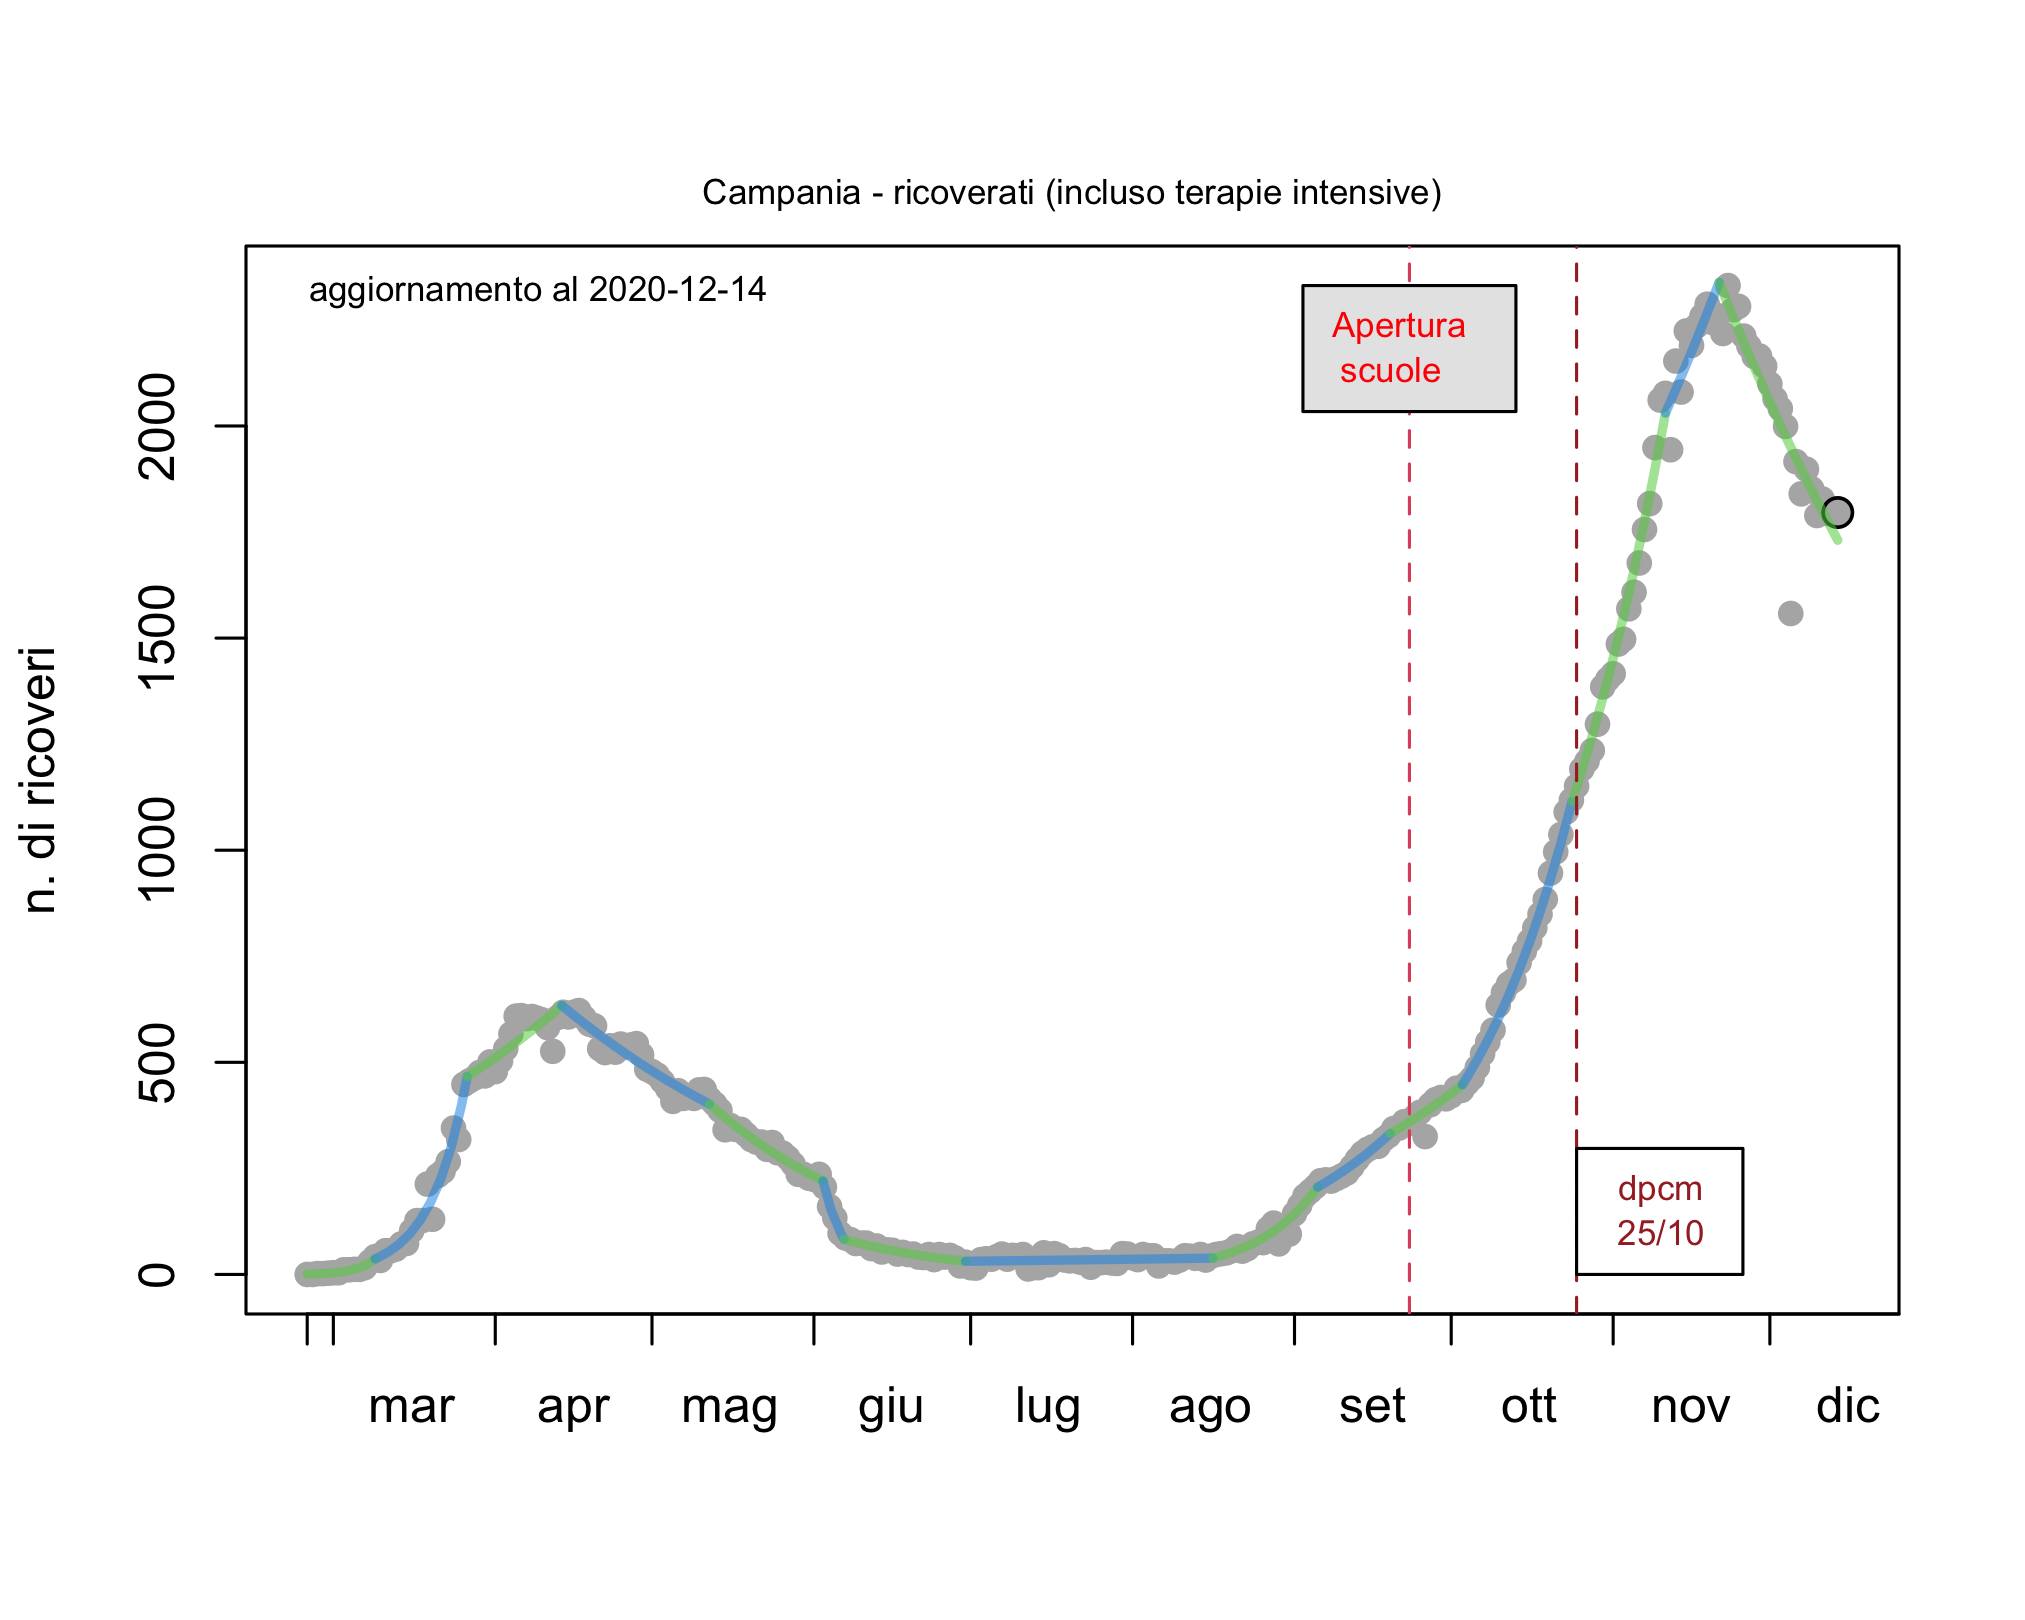 Campania - ricoverati (incluso terapie intensive)
aggiornamento al 2020-12-14
Apertura
scuole
n. di ricoveri
2000
1500
1000
500
0
dpcm
25/10
mar apr mag giu lug ago set ott nov dic